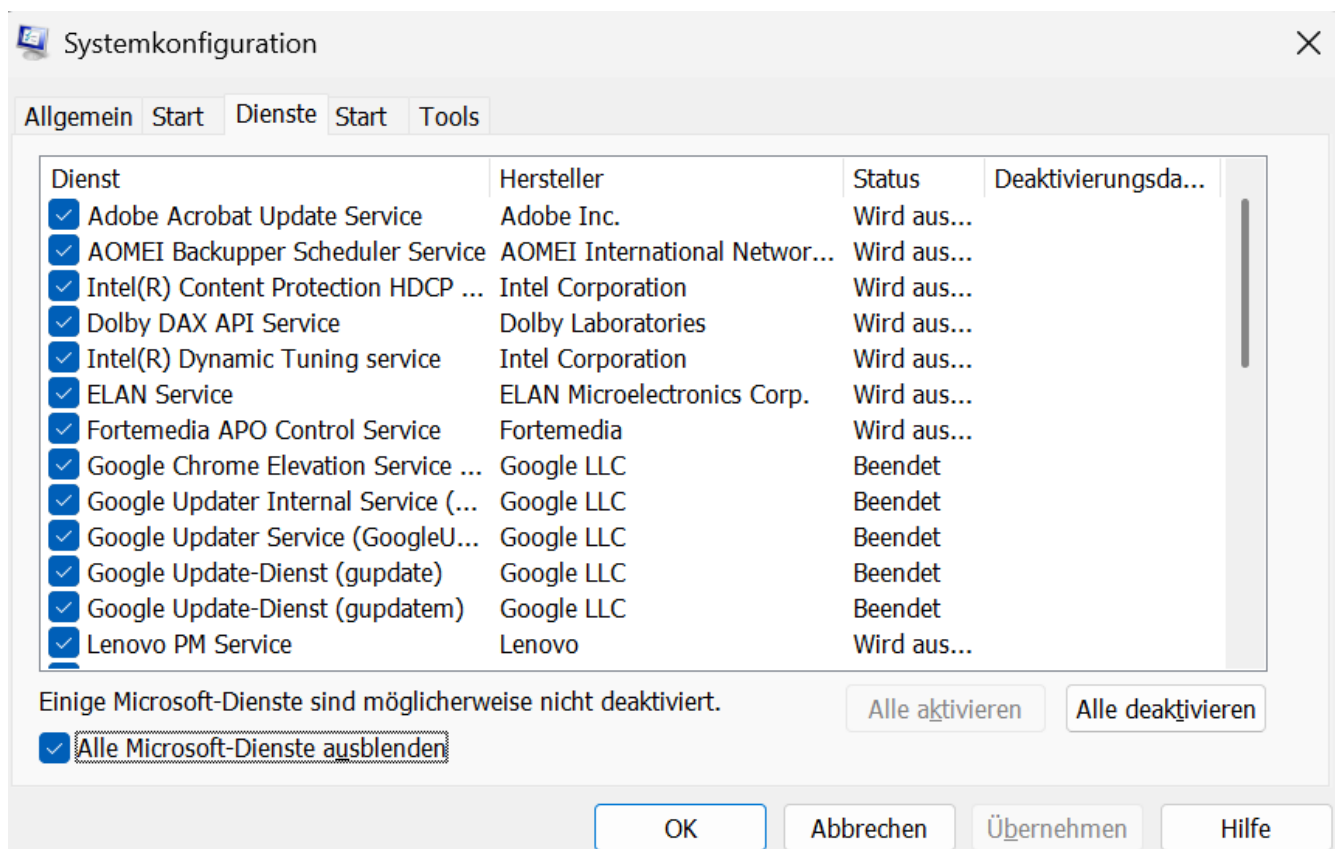 Systemkonfiguration
Allgemein Start Dienste Start Tools
Dienst Hersteller Status Deaktivierungsda...
Adobe Acrobat Update Service Adobe Inc. Wird aus...
AOMEI Backupper Scheduler Service AOMEI International Networ... Wird aus...
Intel(R) Content Protection HDCP ... Intel Corporation Wird aus...
Dolby DAX API Service Dolby Laboratories Wird aus...
Intel(R) Dynamic Tuning service Intel Corporation Wird aus...
ELAN Service ELAN Microelectronics Corp. Wird aus...
Fortemedia APO Control Service Fortemedia Wird aus...
Google Chrome Elevation Service ... Google LLC Beendet
Google Updater Internal Service (... Google LLC Beendet
Google Updater Service (GoogleU... Google LLC Beendet
Google Update-Dienst (gupdate) Google LLC Beendet
Google Update-Dienst (gupdatem) Google LLC Beendet
Lenovo PM Service Lenovo Wird aus...
Einige Microsoft-Dienste sind möglicherweise nicht deaktiviert.
Alle aktivieren Alle deaktivieren
Alle Microsoft-Dienste ausblenden
OK Abbrechen Übernehmen Hilfe